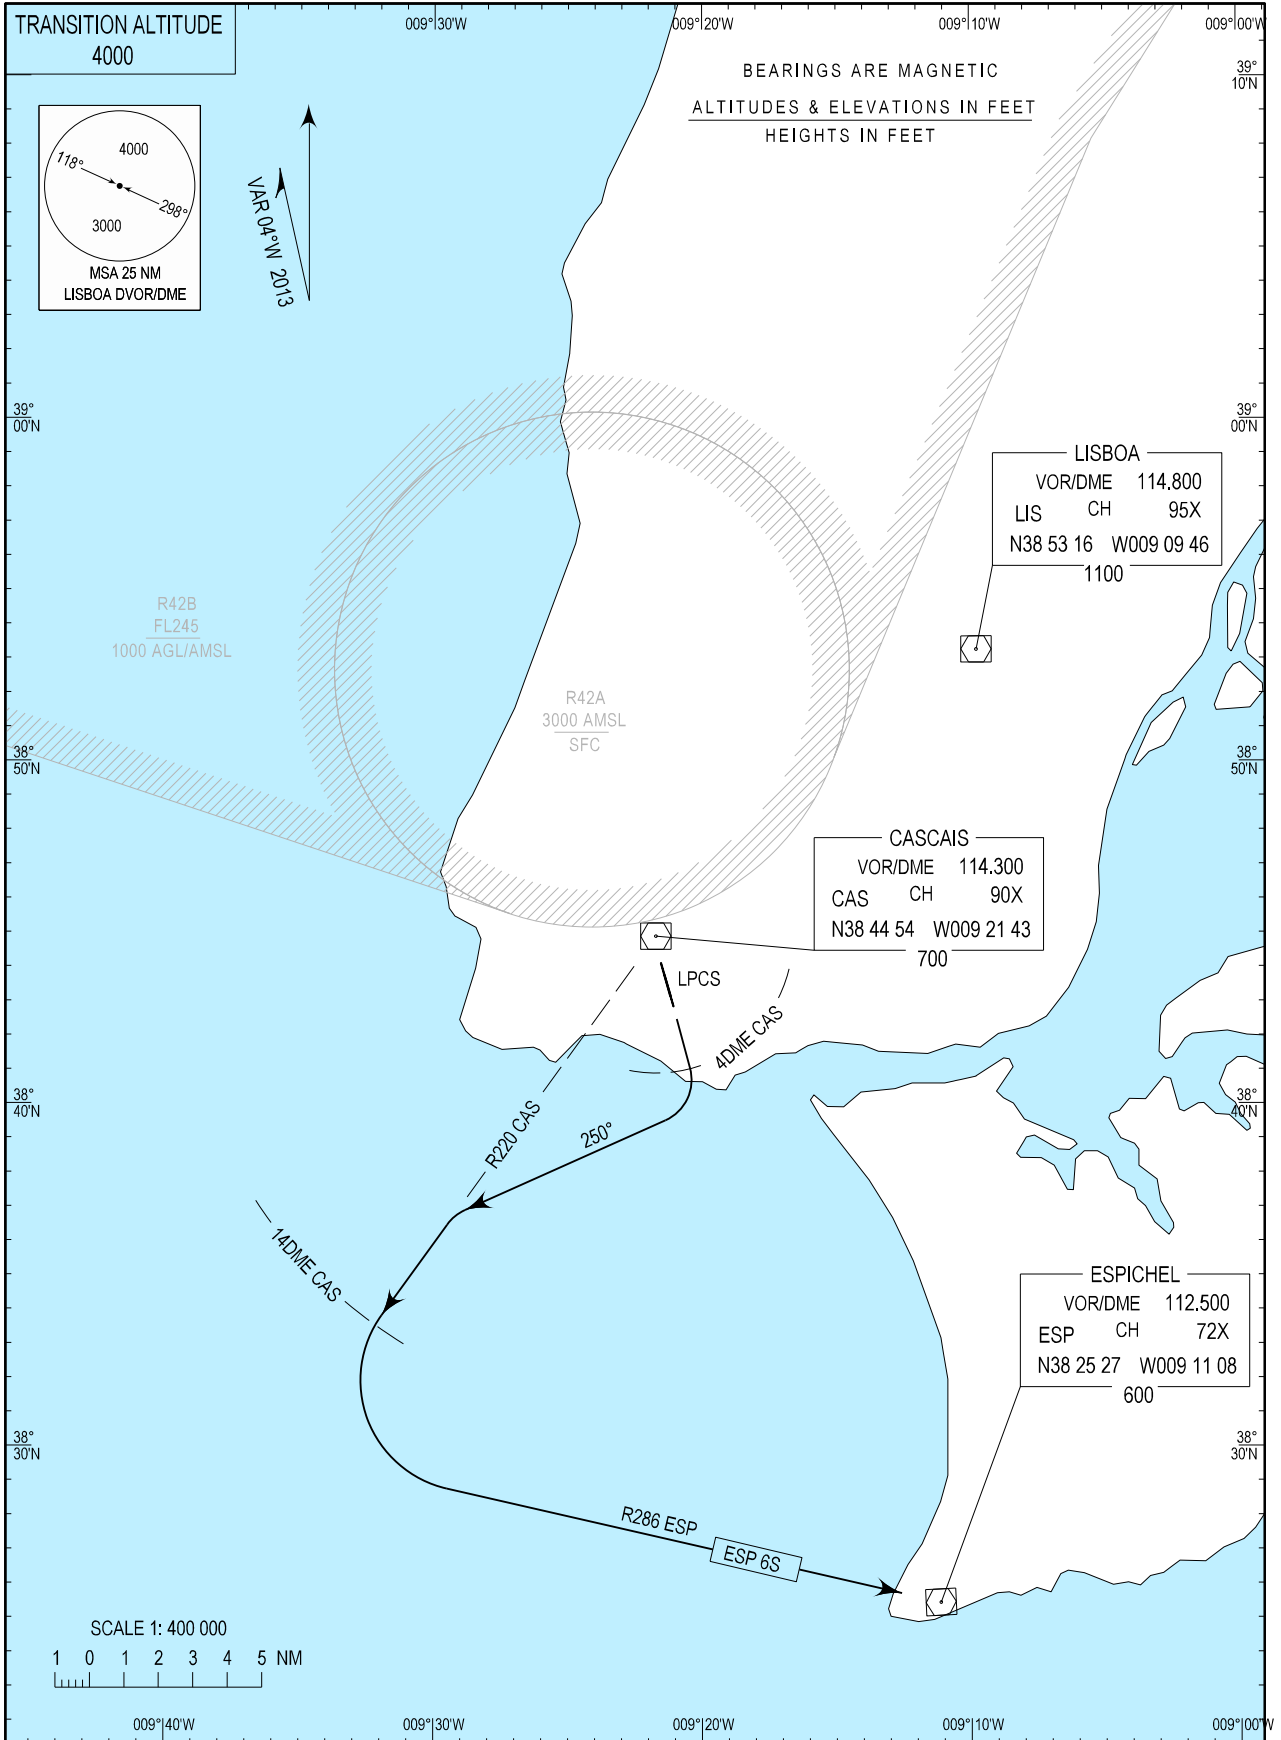 TRANSITION ALTITUDE
4000
009°30'W
009°20'W
009°10'W
009°00'W
BEARINGS ARE MAGNETIC
ALTITUDES & ELEVATIONS IN FEET
HEIGHTS IN FEET
39°
10'N
118°
4000
298°
3000
MSA 25 NM
LISBOA DVOR/DME
VAR 04°W 2013
39°
00'N
39°
00'N
LISBOA
VOR/DME 114.800
LIS CH 95X
N38 53 16 W009 09 46
1100
R42B
FL245
1000 AGL/AMSL
R42A
3000 AMSL
SFC
38°
50'N
38°
50'N
CASCAIS
VOR/DME 114.300
CAS CH 90X
N38 44 54 W009 21 43
700
LPCS
4DME CAS
38°
40'N
38°
40'N
R220 CAS
250°
14DME CAS
ESPICHEL
VOR/DME 112.500
ESP CH 72X
N38 25 27 W009 11 08
600
38°
30'N
38°
30'N
R286 ESP
ESP 6S
SCALE 1: 400 000
1 0 1 2 3 4 5 NM
009°40'W
009°30'W
009°20'W
009°10'W
009°00'W